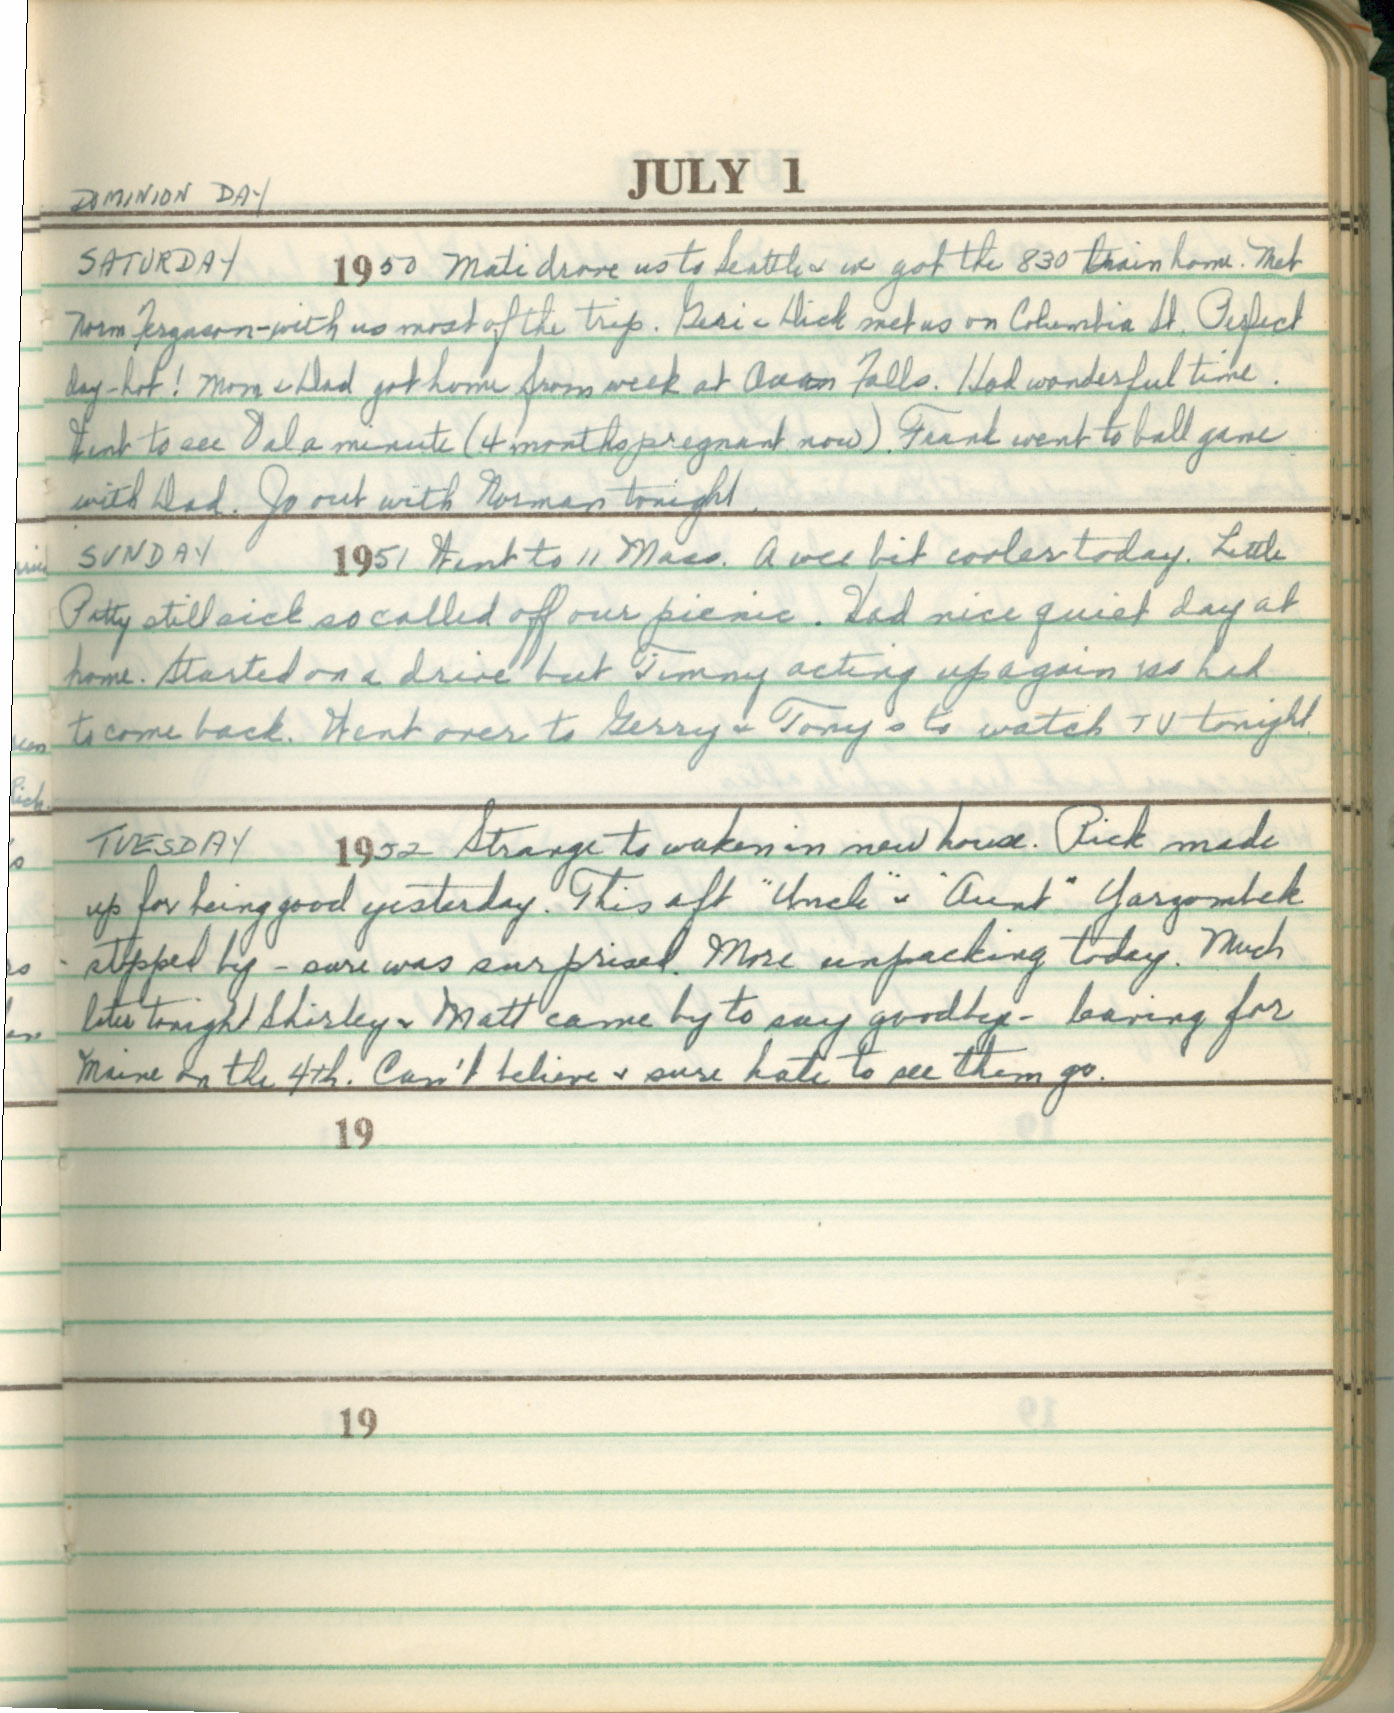 JULY 1
DOMINION DAY
SATURDAY 1950 Mati drove us to Seattle & we got the 830 train home. Met
Norm Ferguson-with us most of the trip. Geri & Dick met us on Columbia St. Perfect
day-hot! Mom & Dad got home from week at Ocean Falls. Had wonderful time.
Went to see Val a minute (4 months pregnant now). Frank went to ball game
with Dad. Jo out with Norman tonight.
SUNDAY 1951 Went to 11 Mass. A wee bit cooler today. Little
Patty still sick so called off our picnic. Had nice quiet day at
home. Started on a drive but Timmy acting up again so had
to come back. Went over to Gerry & Tony's to watch TV tonight.
TUESDAY 1952 Strange to waken in new house. Rick made
up for being good yesterday. This aft "Uncle" & "Aunt" Yargombek
stopped by - sure was surprised. More unpacking today. Much
later tonight Shirley & Matt came by to say goodbye - leaving for
Maine on the 4th. Can't believe & sure hate to see them go.
19
19